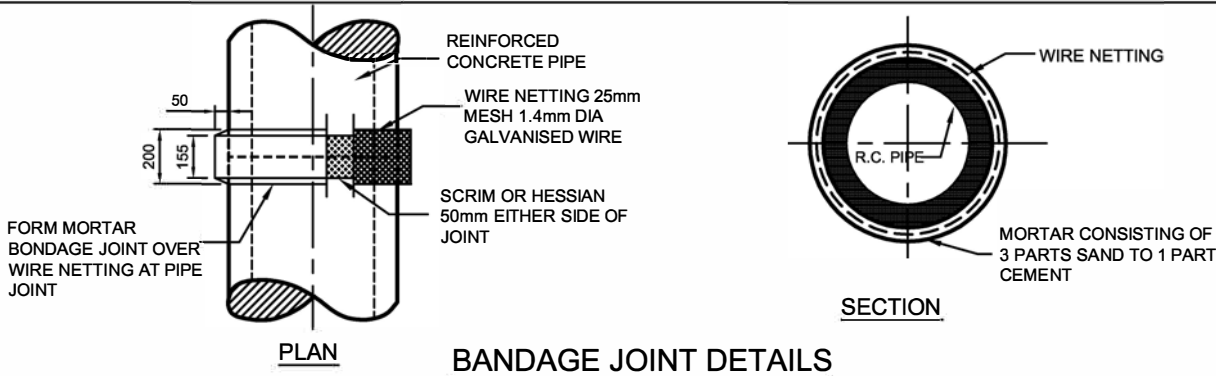 REINFORCED
CONCRETE PIPE
WIRE NETTING 25mm
MESH 1.4mm DIA
GALVANISED WIRE
50
200
155
SCRIM OR HESSIAN
50mm EITHER SIDE OF
JOINT
FORM MORTAR
BONDAGE JOINT OVER
WIRE NETTING AT PIPE
JOINT
PLAN
WIRE NETTING
R.C. PIPE
MORTAR CONSISTING OF
3 PARTS SAND TO 1 PART
CEMENT
SECTION
BANDAGE JOINT DETAILS